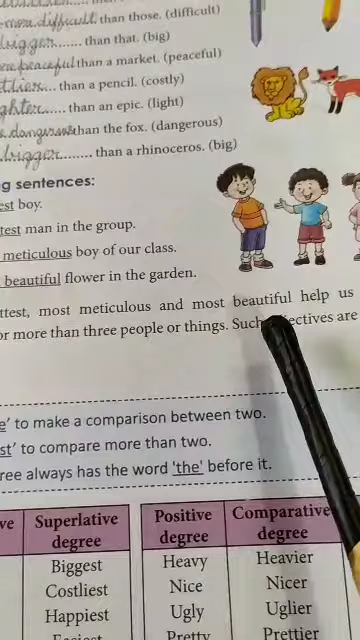 more difficult than those. (difficult)
bigger...... than that. (big)
peaceful than a market. (peaceful)
... than a pencil. (costly)
...... than an epic. (light)
dangerous than the fox. (dangerous)
bigger......... than a rhinoceros. (big)
g sentences:
est boy.
test man in the group.
meticulous boy of our class.
beautiful flower in the garden.
ttest, most meticulous and most beautiful help us
or more than three people or things. Such are
e' to make a comparison between two.
st' to compare more than two.
ree always has the word 'the' before it.
ve Superlative degree Positive degree Comparative degree
Biggest Heavy Heavier
Costliest Nice Nicer
Happiest Ugly Uglier
Easiest Pretty Prettier